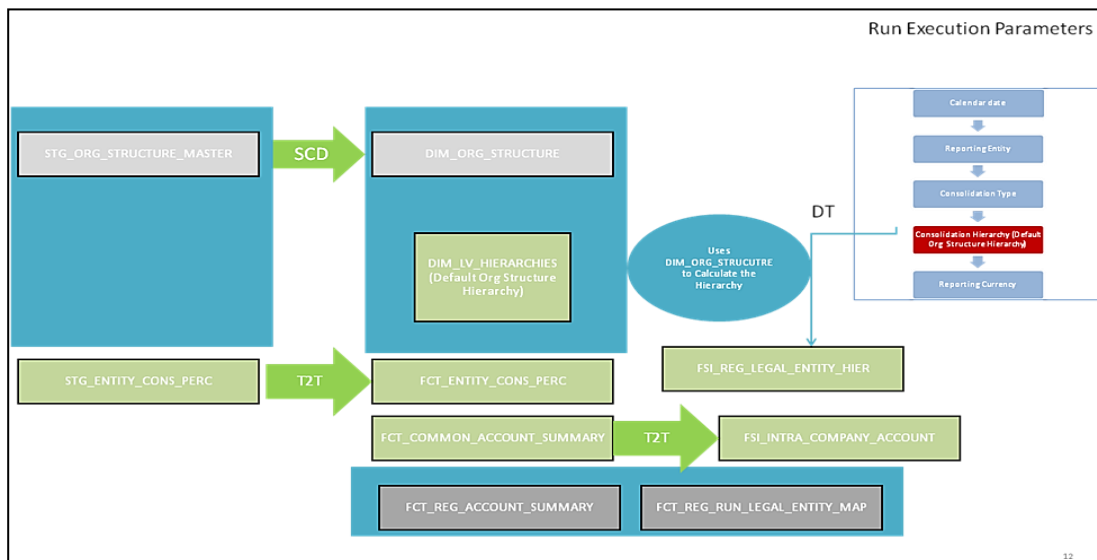 Run Execution Parameters
STG_ORG_STRUCTURE_MASTER
SCD
DIM_ORG_STRUCTURE
DIM_LV_HIERARCHIES
(Default Org Structure
Hierarchy)
Uses
DIM_ORG_STRUCUTRE
to Calculate the
Hierarchy
DT
Calendar date
Reporting Entity
Consolidation Type
Consolidation Hierarchy (Default
Org Structure Hierarchy)
Reporting Currency
STG_ENTITY_CONS_PERC
T2T
FCT_ENTITY_CONS_PERC
FSI_REG_LEGAL_ENTITY_HIER
FCT_COMMON_ACCOUNT_SUMMARY
T2T
FSI_INTRA_COMPANY_ACCOUNT
FCT_REG_ACCOUNT_SUMMARY
FCT_REG_RUN_LEGAL_ENTITY_MAP
12